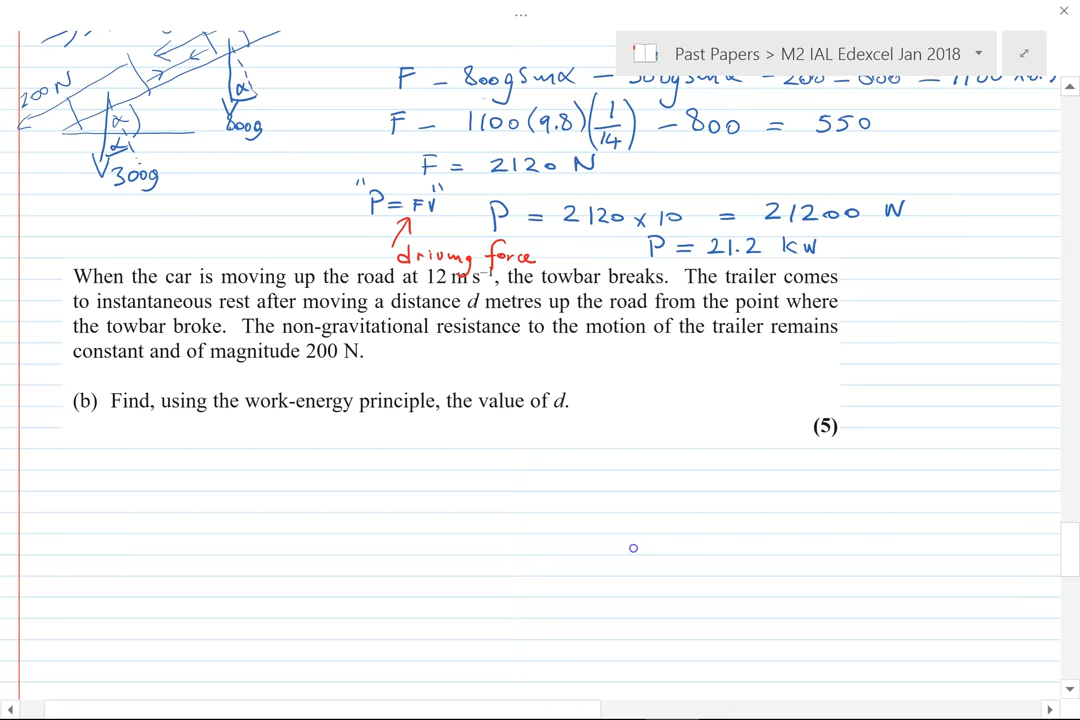 ...
Past Papers > M2 IAL Edexcel Jan 2018
200 N
α
α
300g
α
800g
F - 800gsinα - 300gsinα - 200 - 600 =
F - 1100(9.8)(1/14) - 800 = 550
F = 2120 N
"P = FV"
P = 2120 x 10 = 21200 W
driving force
P = 21.2 kW
When the car is moving up the road at 12 m s⁻¹, the towbar breaks. The trailer comes
to instantaneous rest after moving a distance d metres up the road from the point where
the towbar broke. The non-gravitational resistance to the motion of the trailer remains
constant and of magnitude 200 N.
(b) Find, using the work-energy principle, the value of d.
(5)